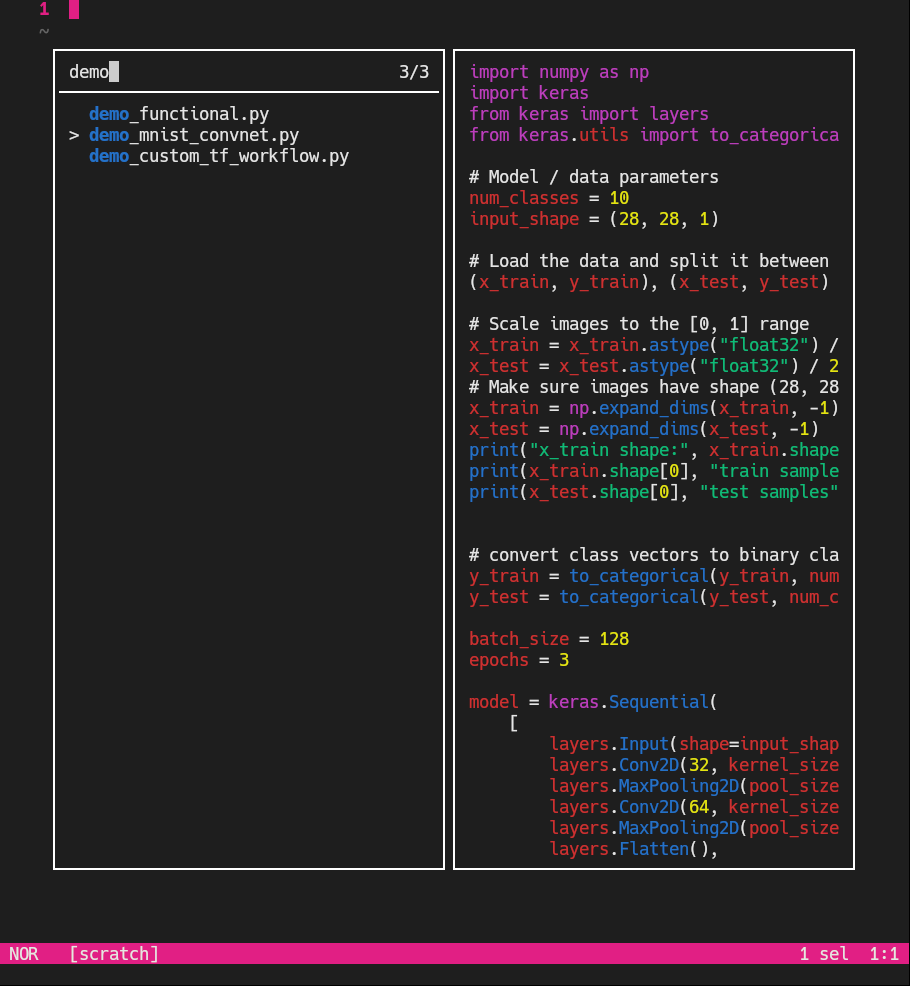 1
~
demo 3/3
demo_functional.py
> demo_mnist_convnet.py
demo_custom_tf_workflow.py
import numpy as np
import keras
from keras import layers
from keras.utils import to_categorica
# Model / data parameters
num_classes = 10
input_shape = (28, 28, 1)
# Load the data and split it between
(x_train, y_train), (x_test, y_test)
# Scale images to the [0, 1] range
x_train = x_train.astype("float32") /
x_test = x_test.astype("float32") / 2
# Make sure images have shape (28, 28
x_train = np.expand_dims(x_train, -1)
x_test = np.expand_dims(x_test, -1)
print("x_train shape:", x_train.shape
print(x_train.shape[0], "train sample
print(x_test.shape[0], "test samples"
# convert class vectors to binary cla
y_train = to_categorical(y_train, num
y_test = to_categorical(y_test, num_c
batch_size = 128
epochs = 3
model = keras.Sequential(
[
layers.Input(shape=input_shap
layers.Conv2D(32, kernel_size
layers.MaxPooling2D(pool_size
layers.Conv2D(64, kernel_size
layers.MaxPooling2D(pool_size
layers.Flatten(),
NOR [scratch] 1 sel 1:1